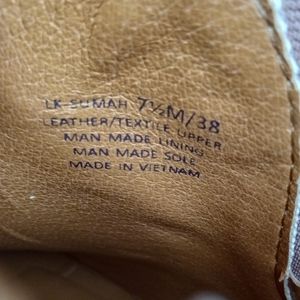 LK-SUMAH 7½M/38
LEATHER/TEXTILE UPPER
MAN MADE LINING
MAN MADE SOLE
MADE IN VIETNAM